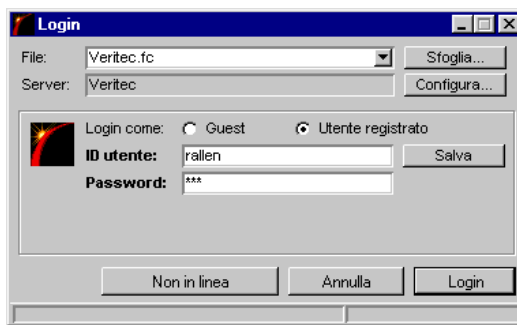 Login
File: Veritec.fc Sfoglia...
Server: Veritec Configura...
Login come: Guest Utente registrato
ID utente: rallen Salva
Password: ***
Non in linea Annulla Login